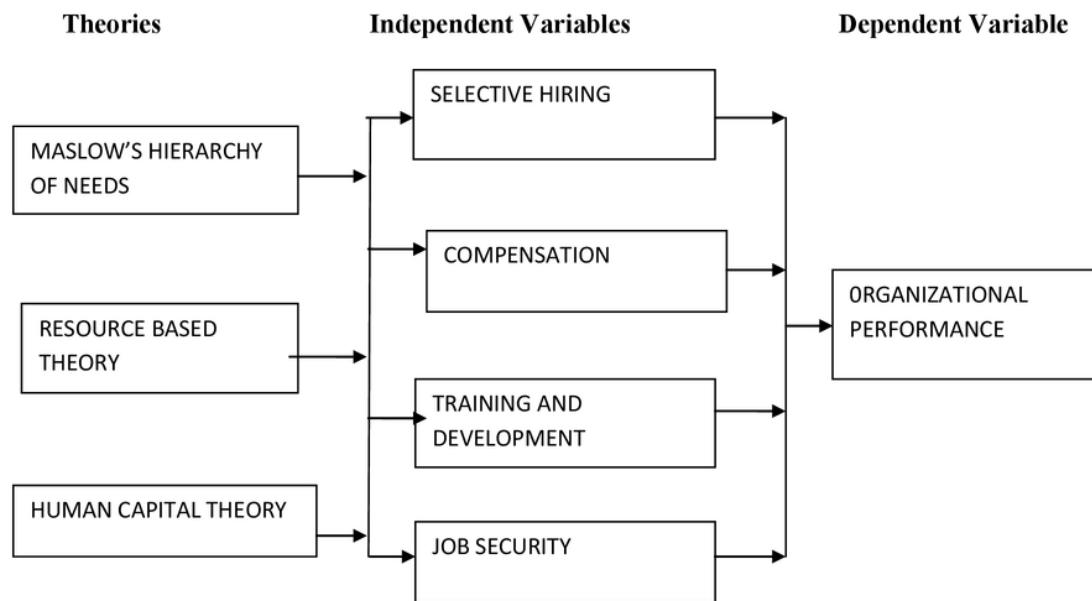 Theories
Independent Variables
Dependent Variable
MASLOW’S HIERARCHY
OF NEEDS
RESOURCE BASED
THEORY
HUMAN CAPITAL THEORY
SELECTIVE HIRING
COMPENSATION
TRAINING AND
DEVELOPMENT
JOB SECURITY
0RGANIZATIONAL
PERFORMANCE